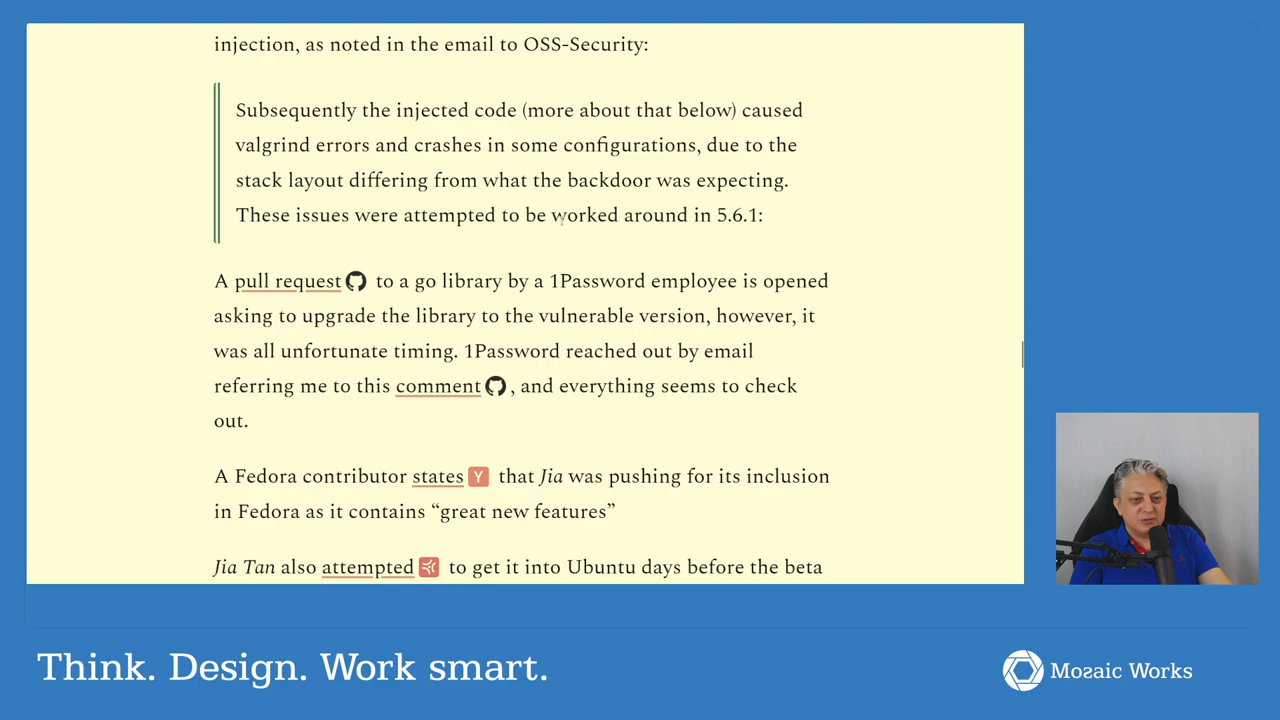 injection, as noted in the email to OSS-Security:
Subsequently the injected code (more about that below) caused
valgrind errors and crashes in some configurations, due to the
stack layout differing from what the backdoor was expecting.
These issues were attempted to be worked around in 5.6.1:
A pull request to a go library by a 1Password employee is opened
asking to upgrade the library to the vulnerable version, however, it
was all unfortunate timing. 1Password reached out by email
referring me to this comment , and everything seems to check
out.
A Fedora contributor states Y that Jia was pushing for its inclusion
in Fedora as it contains “great new features”
Jia Tan also attempted to get it into Ubuntu days before the beta
Think. Design. Work smart.
Mozaic Works